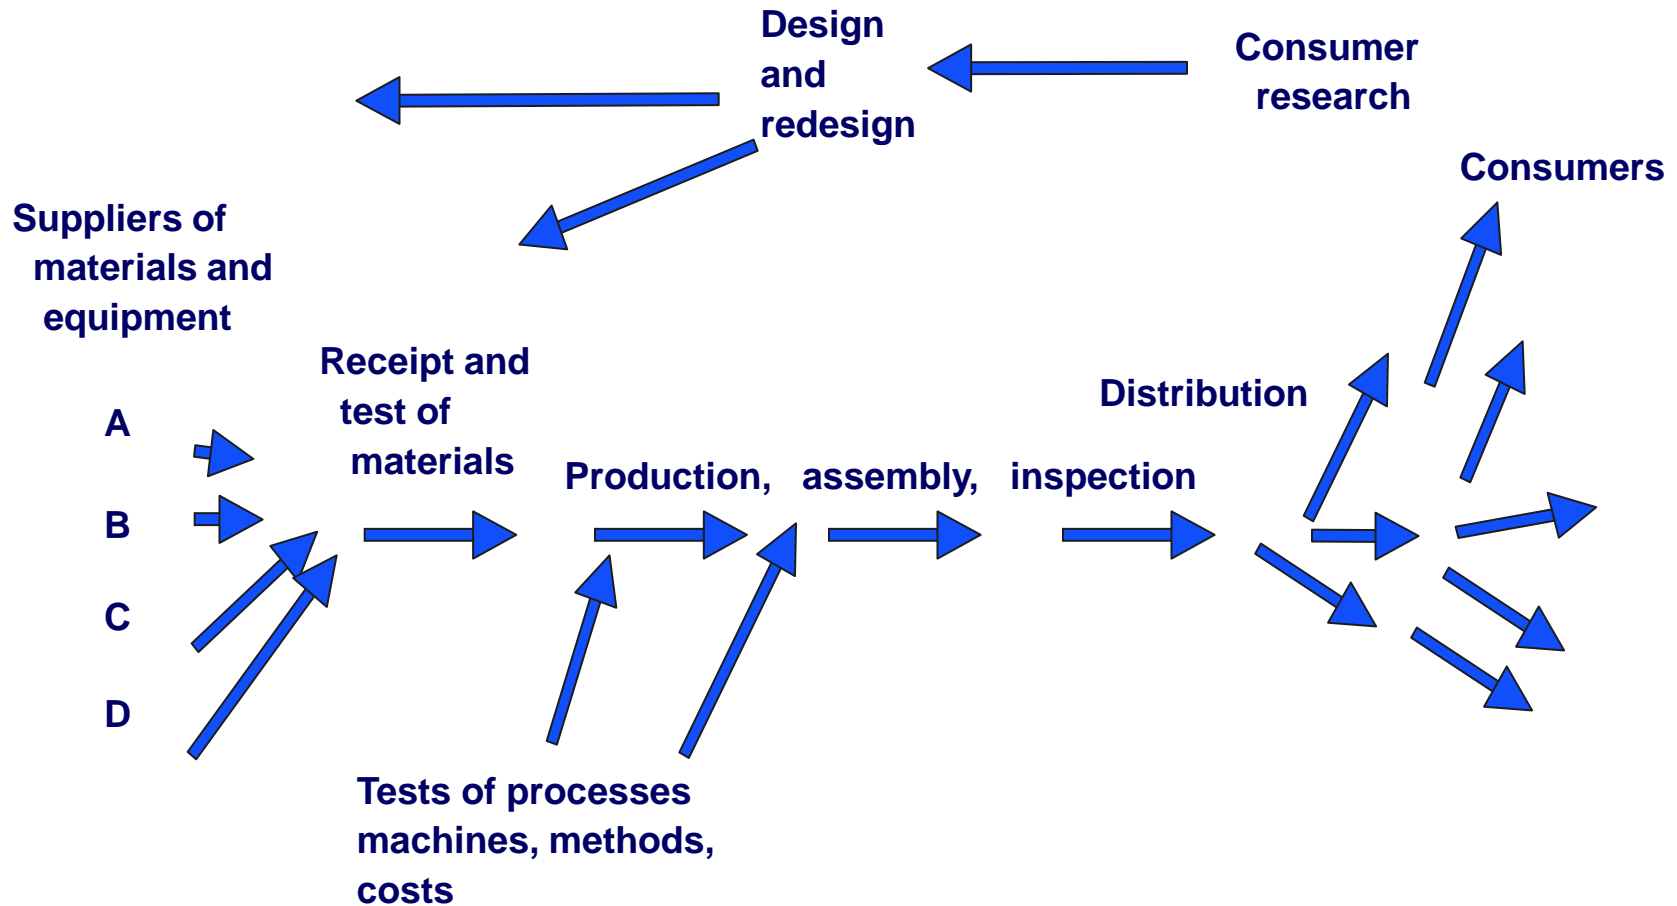 Design
and
redesign
Consumer
research
Consumers
Suppliers of
materials and
equipment
Receipt and
test of
materials
Distribution
A
B
C
D
Production, assembly, inspection
Tests of processes
machines, methods,
costs